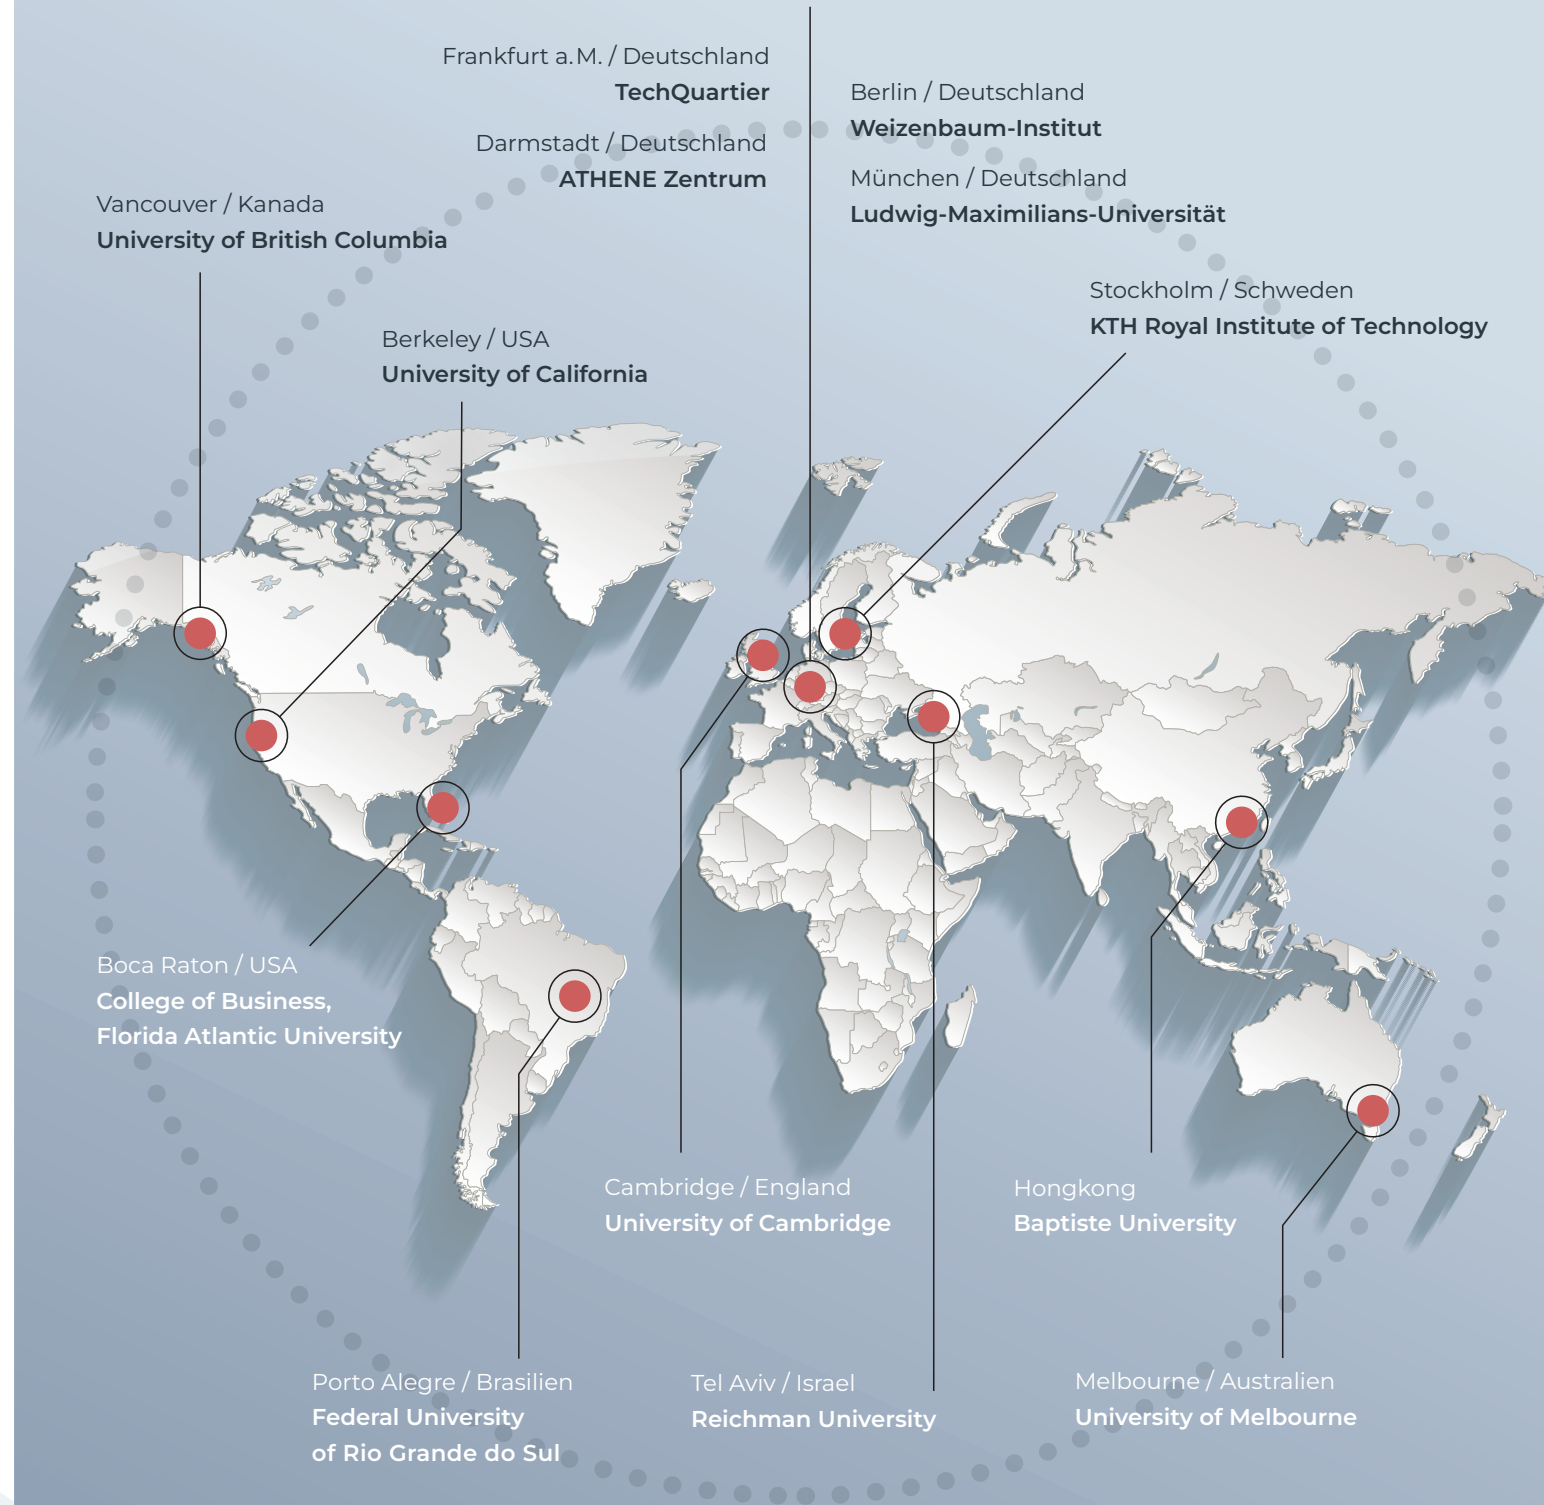 Frankfurt a. M. / Deutschland
TechQuartier
Darmstadt / Deutschland
ATHENE Zentrum
Berlin / Deutschland
Weizenbaum-Institut
München / Deutschland
Ludwig-Maximilians-Universität
Vancouver / Kanada
University of British Columbia
Stockholm / Schweden
KTH Royal Institute of Technology
Berkeley / USA
University of California
Boca Raton / USA
College of Business,
Florida Atlantic University
Cambridge / England
University of Cambridge
Hongkong
Baptiste University
Porto Alegre / Brasilien
Federal University
of Rio Grande do Sul
Tel Aviv / Israel
Reichman University
Melbourne / Australien
University of Melbourne